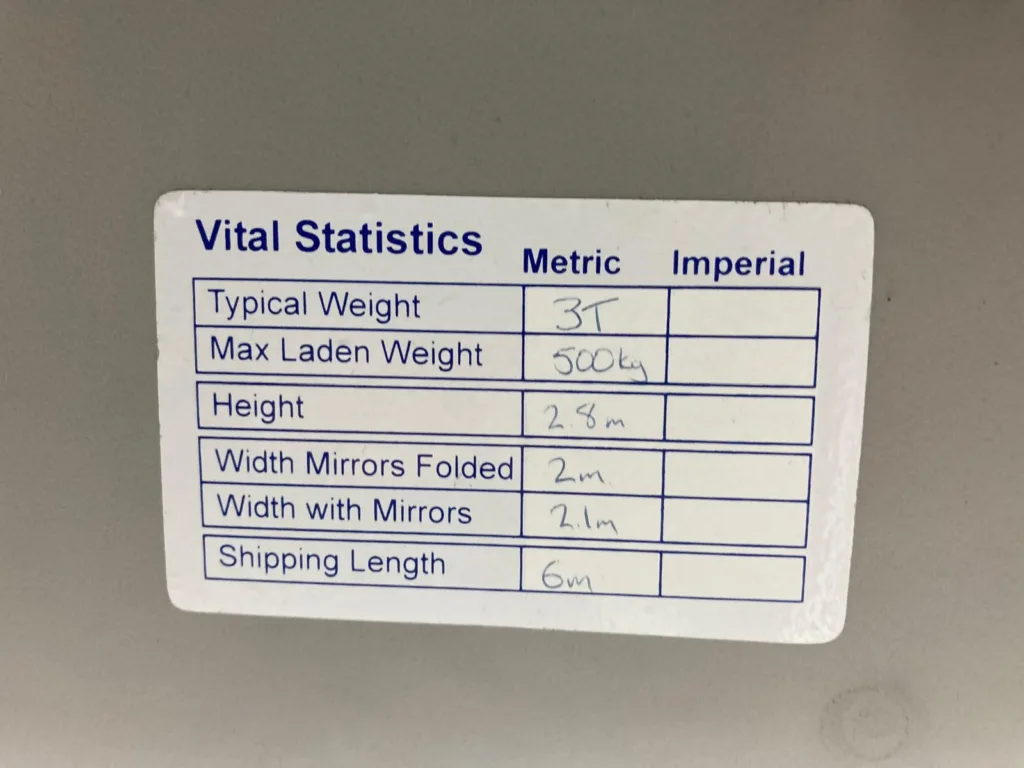 Vital Statistics Metric Imperial
Typical Weight 3T
Max Laden Weight 500kg
Height 2.8m
Width Mirrors Folded 2m
Width with Mirrors 2.1m
Shipping Length 6m